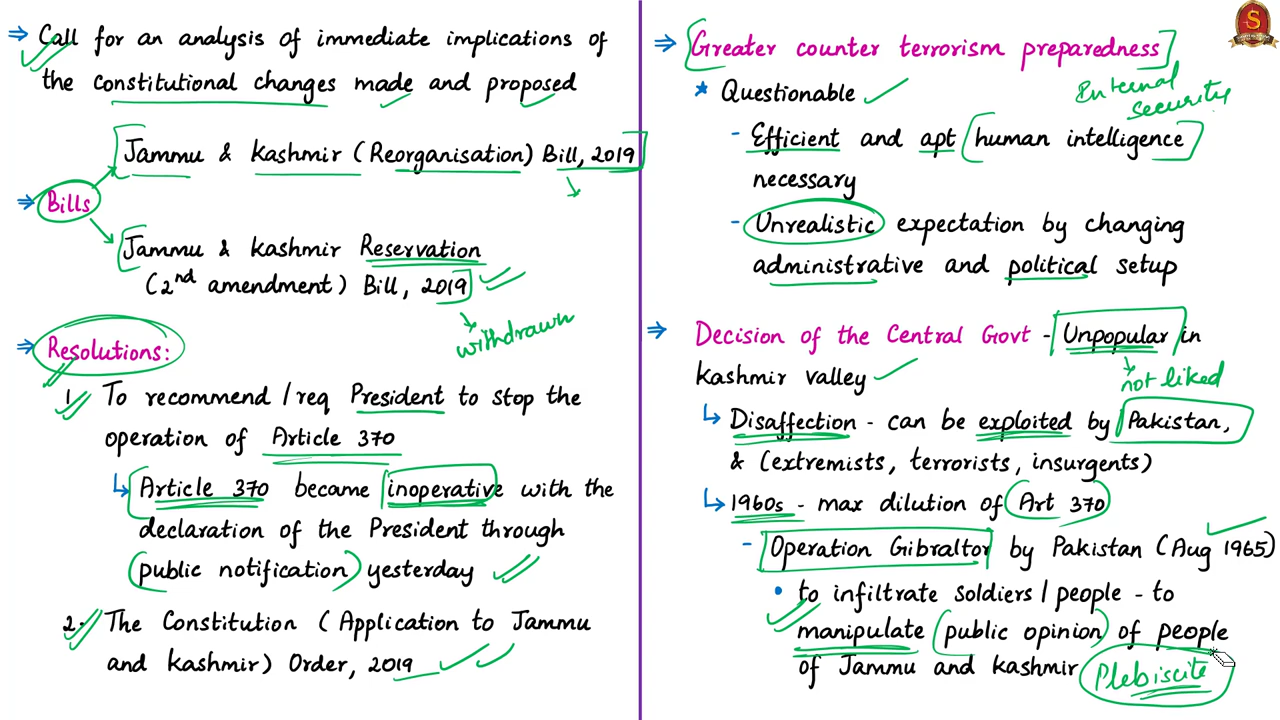 ⇒ Call for an analysis of immediate implications of
the constitutional changes made and proposed
Jammu & Kashmir (Reorganisation) Bill, 2019
⇒ Bills
Jammu & Kashmir Reservation
(2nd amendment) Bill, 2019
withdrawn
⇒ Resolutions:
1. To recommend / req President to stop the
operation of Article 370
↳ Article 370 became inoperative with the
declaration of the President through
(public notification) yesterday
2. The Constitution (Application to Jammu
and Kashmir) Order, 2019
⇒ [Greater counter terrorism preparedness]
* Questionable
Internal
security
- Efficient and apt (human intelligence)
necessary
- Unrealistic expectation by changing
administrative and political setup
⇒ Decision of the Central Govt - Unpopular in
Kashmir valley
not liked
↳ Disaffection - can be exploited by Pakistan,
& (extremists, terrorists, insurgents)
↳ 1960s - max dilution of Art 370
- Operation Gibraltor by Pakistan (Aug 1965)
• to infiltrate soldiers / people - to
manipulate (public opinion) of people
of Jammu and Kashmir
Plebiscite
S